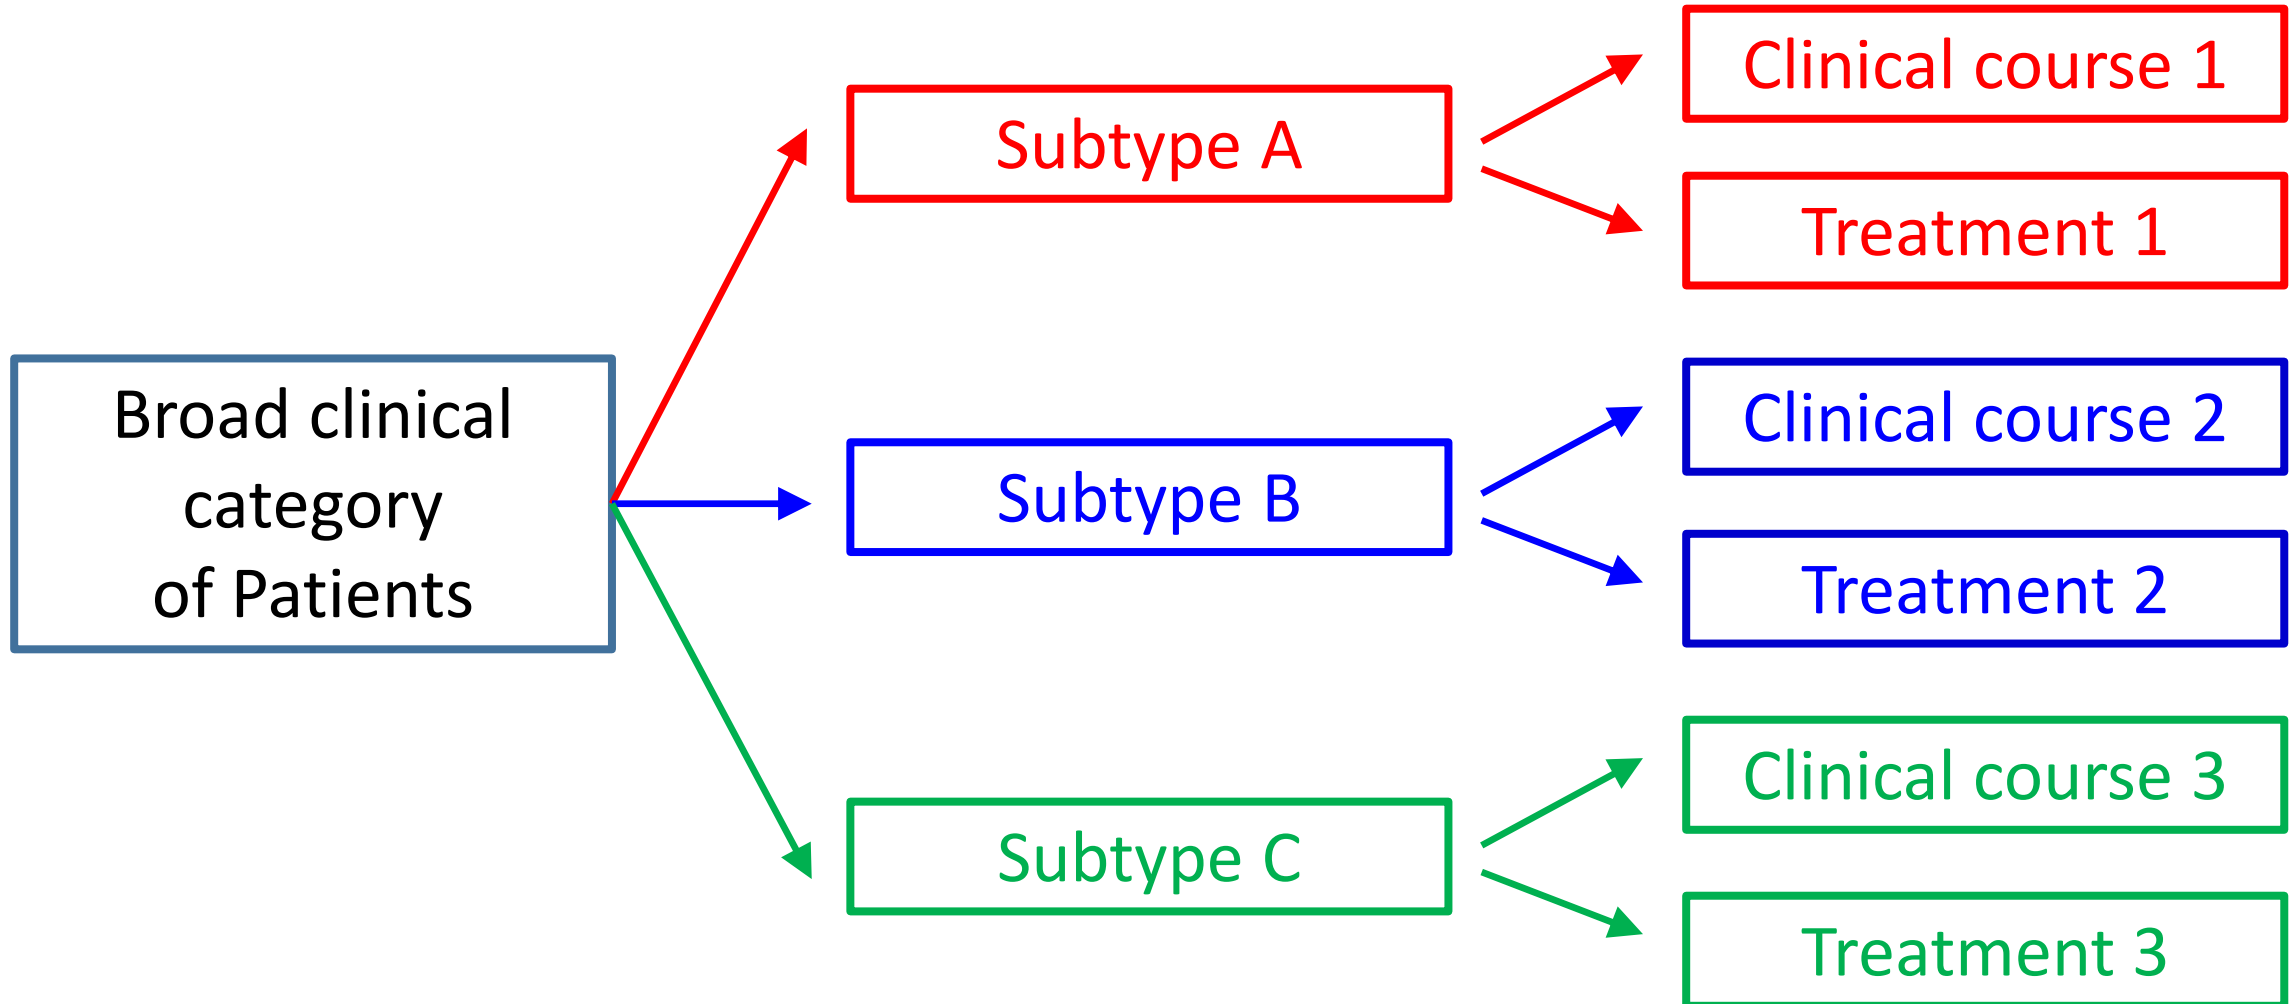 Broad clinical
category
of Patients
Subtype A
Clinical course 1
Treatment 1
Subtype B
Clinical course 2
Treatment 2
Subtype C
Clinical course 3
Treatment 3